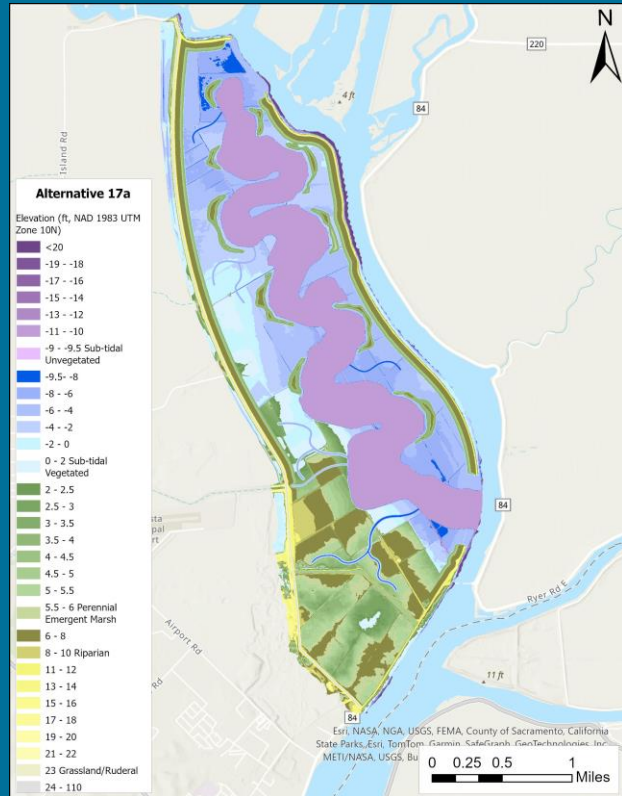 N
220
84
4 ft
Island Rd
Alternative 17a
Elevation (ft, NAD 1983 UTM
Zone 10N)
<20
-19 - -18
-17 - -16
-15 - -14
-13 - -12
-11 - -10
-9 - -9.5 Sub-tidal
Unvegetated
-9.5- -8
-8 - -6
-6 - -4
-4 - -2
-2 - 0
0 - 2 Sub-tidal
Vegetated
2 - 2.5
2.5 - 3
3 - 3.5
3.5 - 4
4 - 4.5
4.5 - 5
5 - 5.5
5.5 - 6 Perennial
Emergent Marsh
6 - 8
8 - 10 Riparian
11 - 12
13 - 14
15 - 16
17 - 18
19 - 20
21 - 22
23 Grassland/Ruderal
24 - 110
84
Airport Rd
Rd
Ryer Rd E
11 ft
84
Esri, NASA, NGA, USGS, FEMA, County of Sacramento, California
State Parks, Esri, TomTom, Garmin, SafeGraph, GeoTechnologies, Inc,
METI/NASA, USGS, Bu
0 0.25 0.5 1
Miles